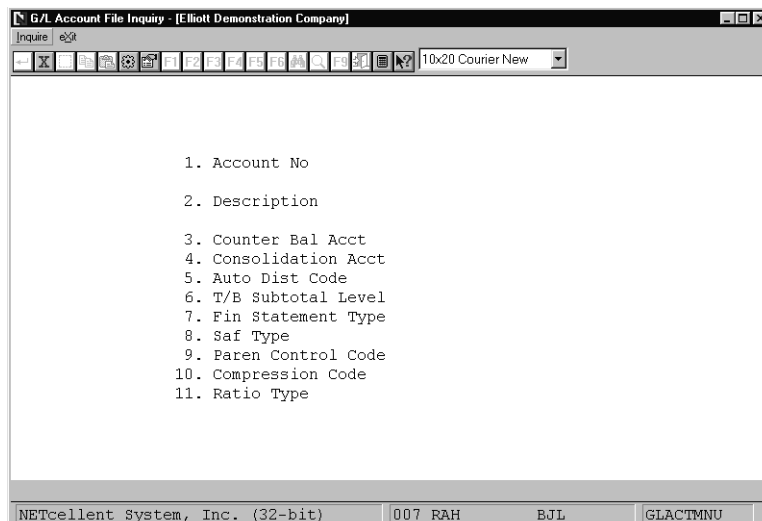 G/L Account File Inquiry - [Elliott Demonstration Company]
Inquire eXit
X F1 F2 F3 F4 F5 F6 F9 10x20 Courier New
1. Account No
2. Description
3. Counter Bal Acct
4. Consolidation Acct
5. Auto Dist Code
6. T/B Subtotal Level
7. Fin Statement Type
8. Saf Type
9. Paren Control Code
10. Compression Code
11. Ratio Type
NETcellent System, Inc. (32-bit) 007 RAH BJL GLACTMNU